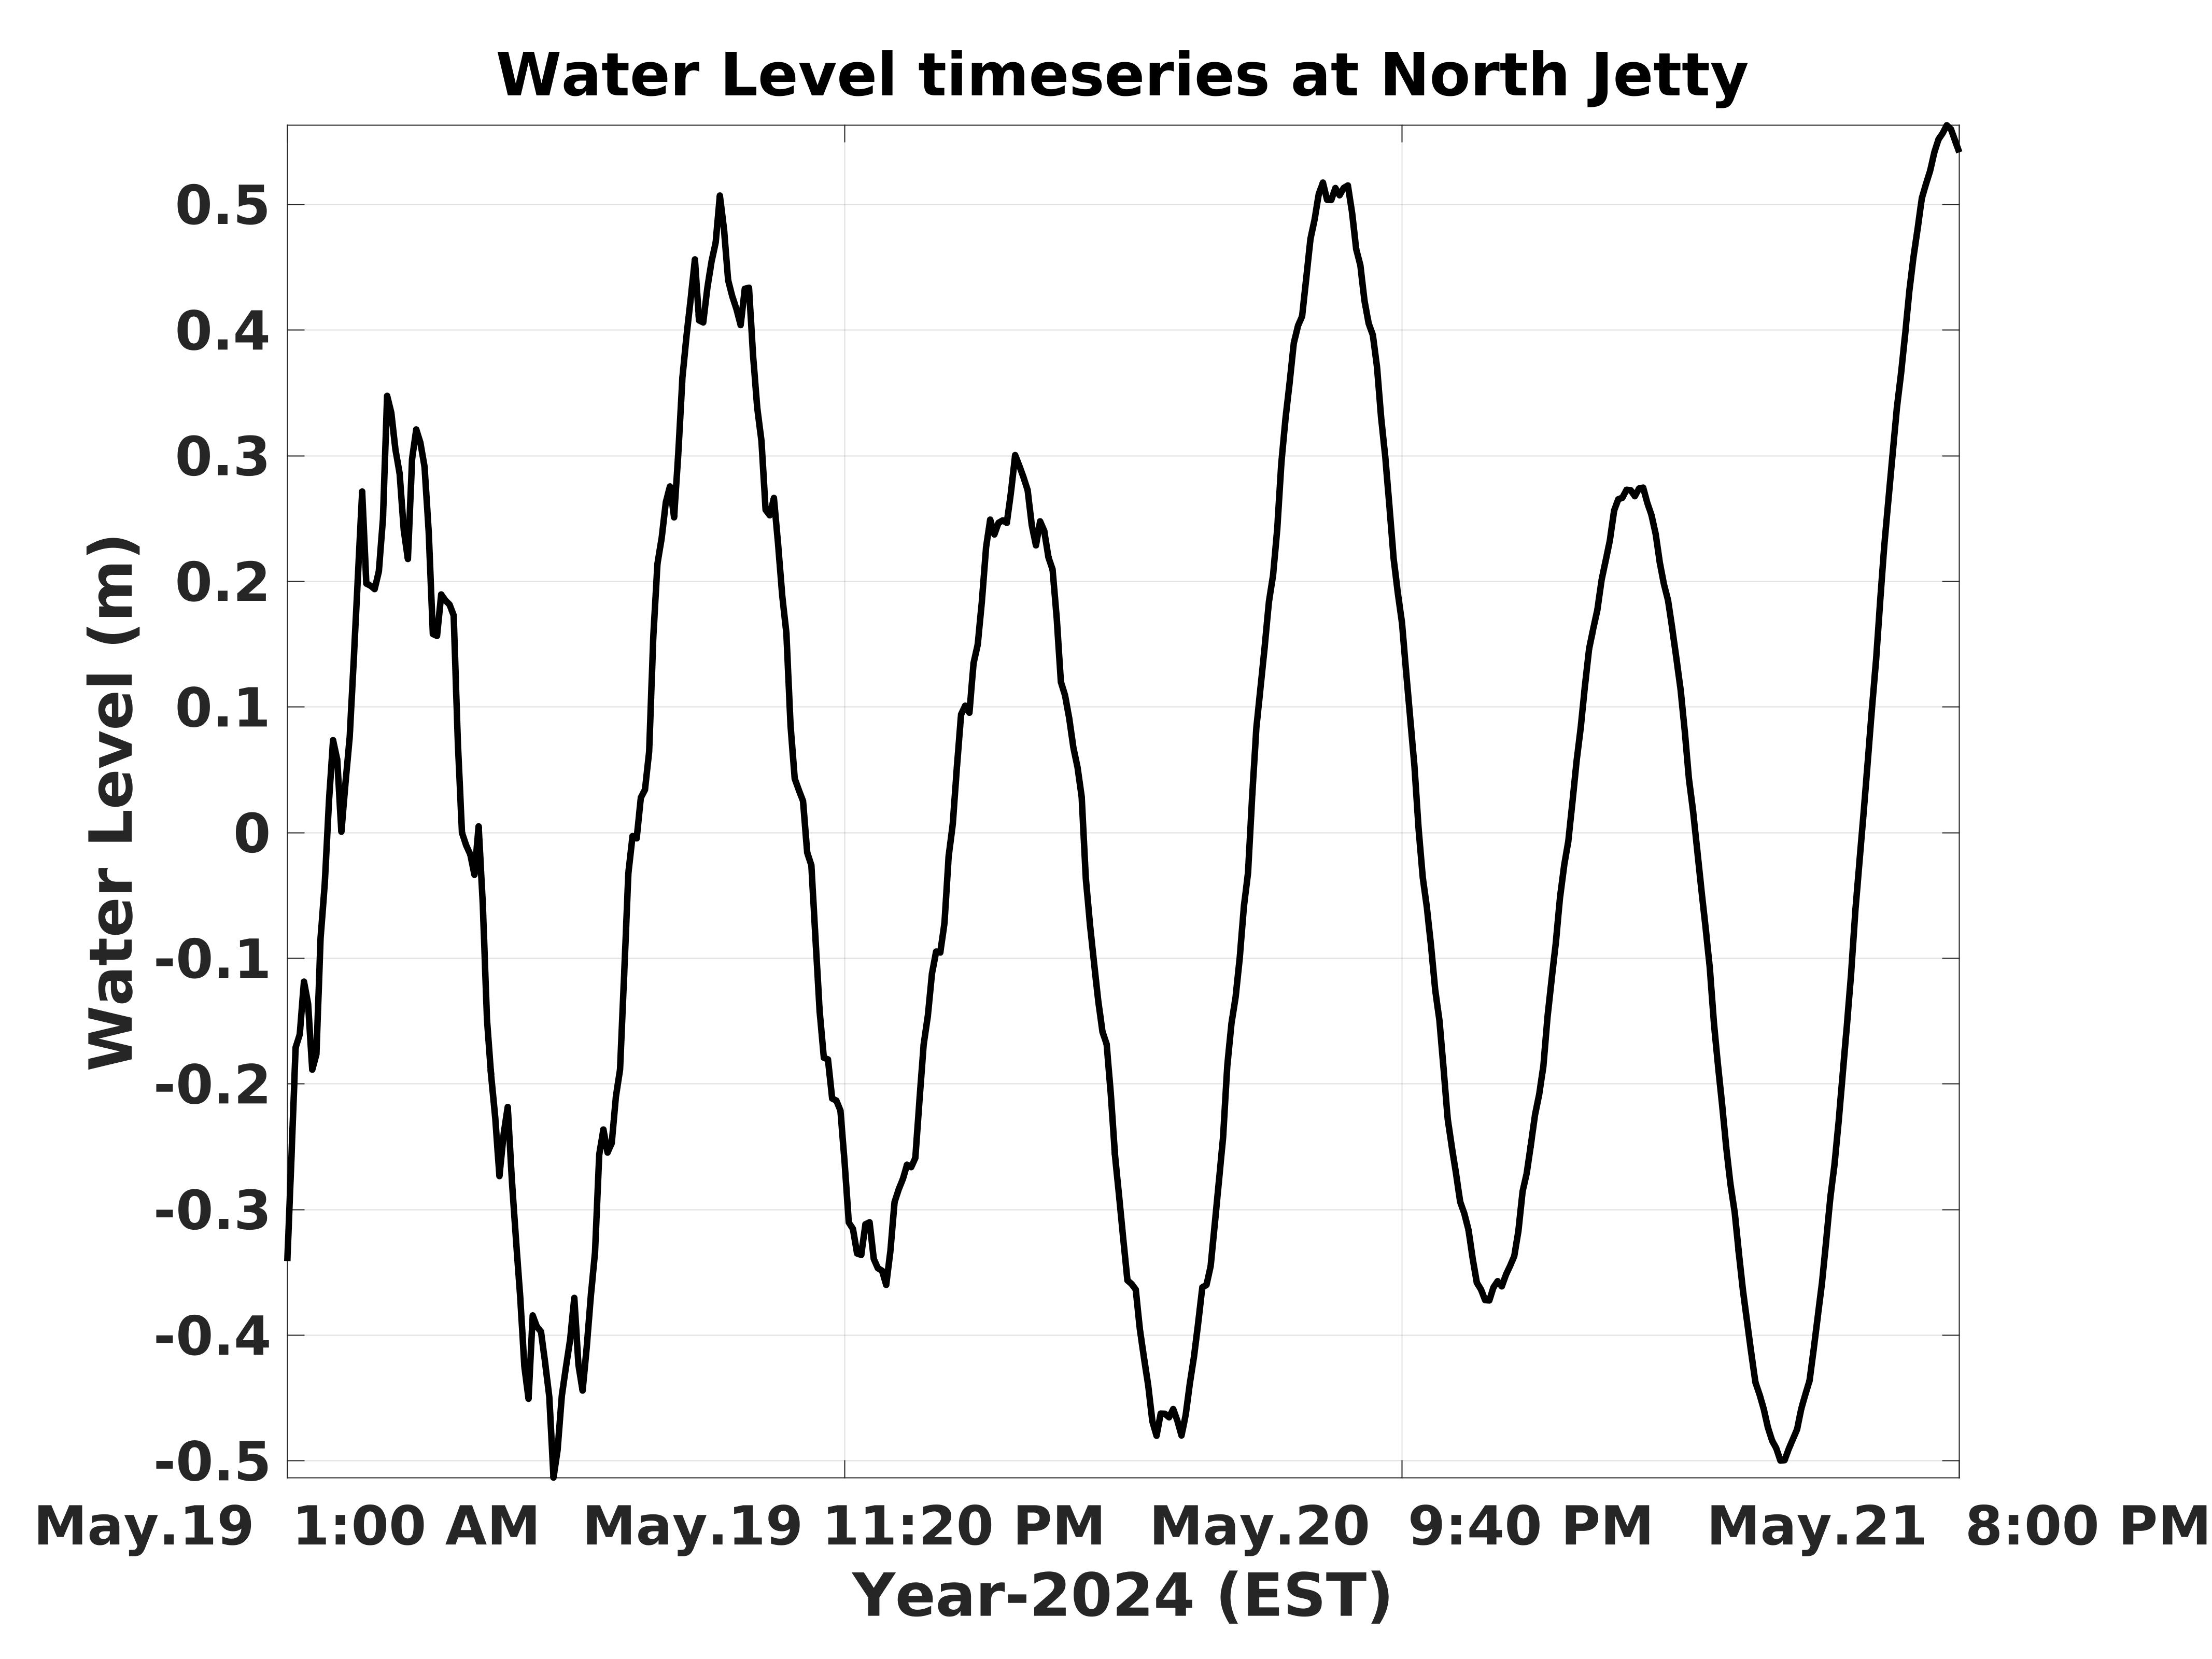 Water Level timeseries at North Jetty
0.5
0.4
0.3
0.2
0.1
0
-0.1
-0.2
-0.3
-0.4
-0.5
Water Level (m)
May.19 1:00 AM May.19 11:20 PM May.20 9:40 PM May.21 8:00 PM
Year-2024 (EST)